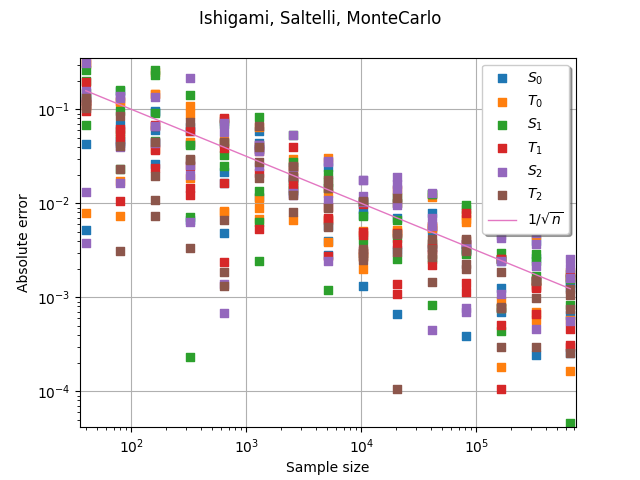 Ishigami, Saltelli, MonteCarlo
Absolute error
10⁻¹
10⁻²
10⁻³
10⁻⁴
S₀
T₀
S₁
T₁
S₂
T₂
1/√n
10²
10³
10⁴
10⁵
Sample size